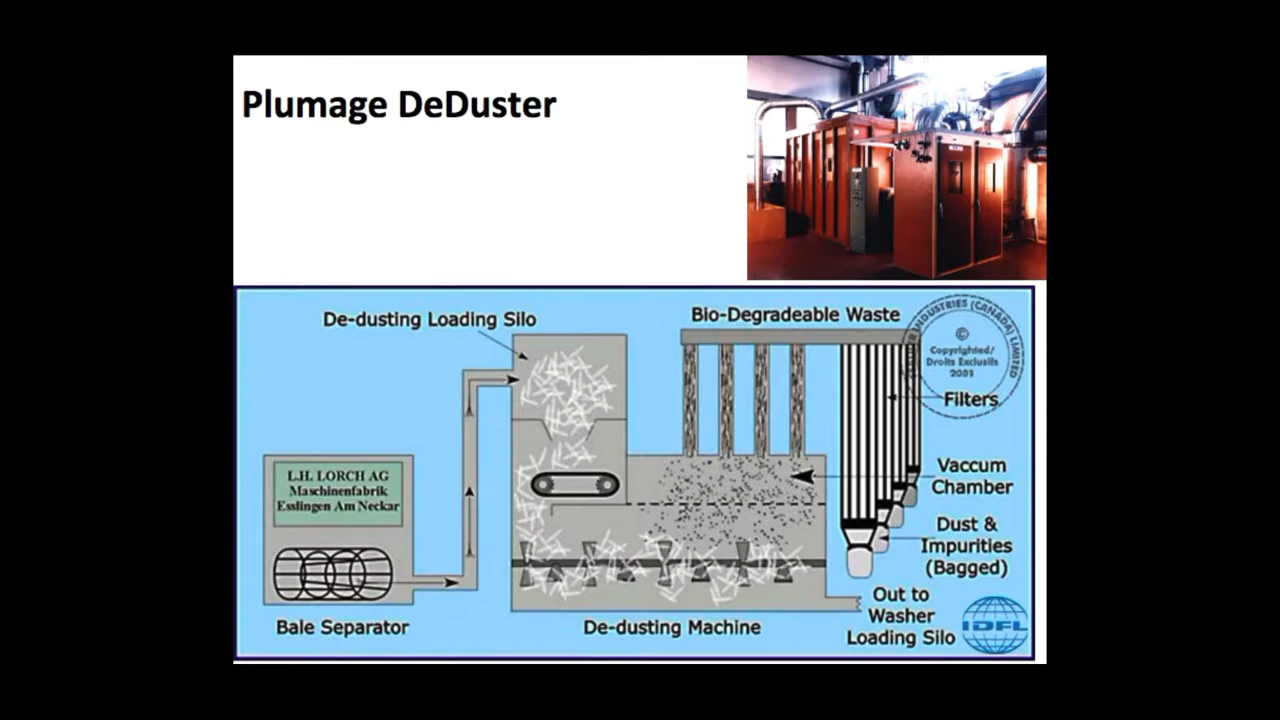 Plumage DeDuster
De-dusting Loading Silo
Bio-Degradeable Waste
INDUSTRIES (CANADA) LIMITED
©
Copyrighted/
Droits Exclusifs
2001
Filters
L.H. LORCH AG
Maschinenfabrik
Esslingen Am Neckar
Vaccum
Chamber
Dust &
Impurities
(Bagged)
Out to
Washer
Loading Silo
Bale Separator
De-dusting Machine
IDFL